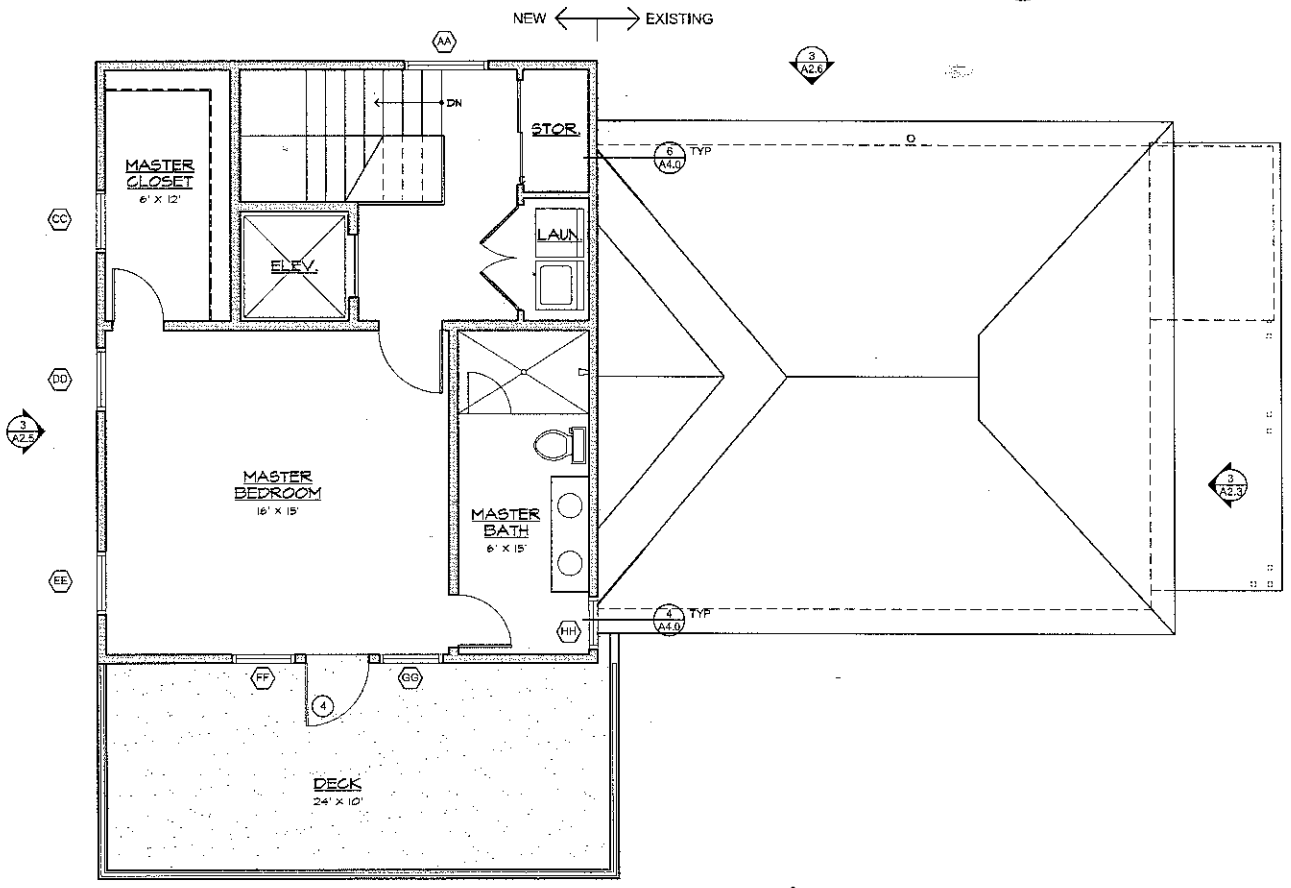 NEW EXISTING
AA
3
A2.6
DN
STOR.
6 TYP
A4.0
MASTER
CLOSET
6' X 12'
CC
LAUN.
ELEV.
DD
3
A2.5
MASTER
BEDROOM
16' X 15'
3
A2.3
MASTER
BATH
6' X 15'
EE
4 TYP
A4.0
HH
FF
GG
4
DECK
24' X 10'